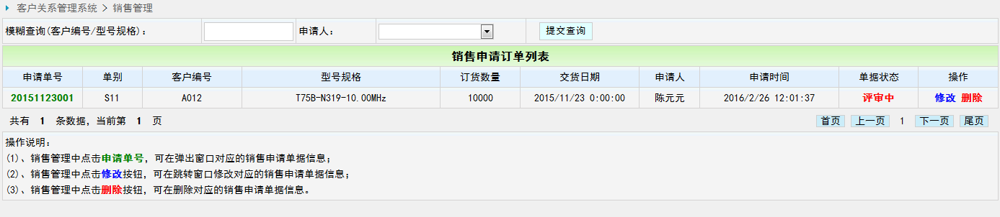 客户关系管理系统 > 销售管理
模糊查询(客户编号/型号规格): 申请人: 提交查询
销售申请订单列表
申请单号 单别 客户编号 型号规格 订货数量 交货日期 申请人 申请时间 单据状态 操作
20151123001 S11 A012 T75B-N319-10.00MHz 10000 2015/11/23 0:00:00 陈元元 2016/2/26 12:01:37 评审中 修改 删除
共有 1 条数据，当前第 1 页 首页 上一页 1 下一页 尾页
操作说明：
(1)、销售管理中点击申请单号，可在弹出窗口对应的销售申请单据信息；
(2)、销售管理中点击修改按钮，可在跳转窗口修改对应的销售申请单据信息；
(3)、销售管理中点击删除按钮，可在删除对应的销售申请单据信息。